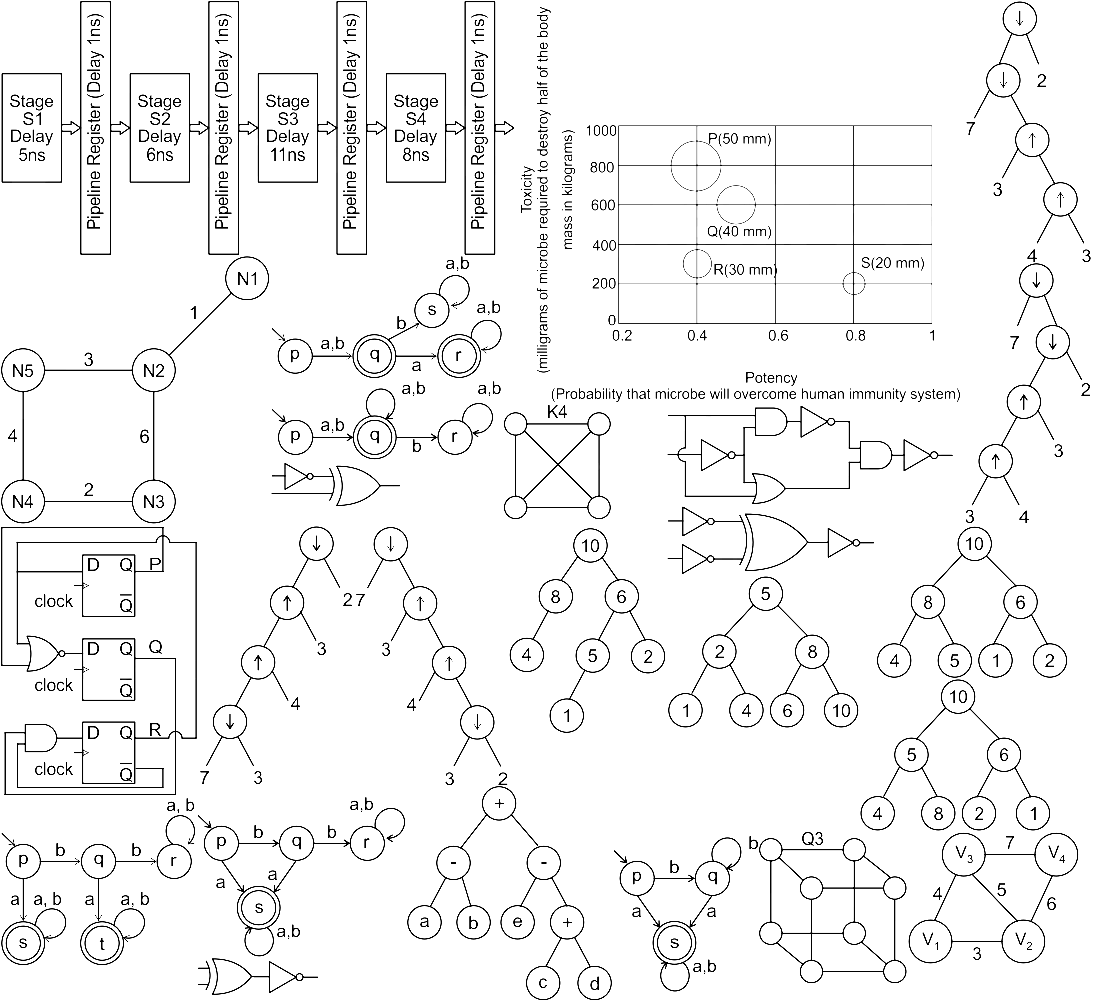 Stage
S1
Delay
5ns
Pipeline Register (Delay 1ns)
Stage
S2
Delay
6ns
Pipeline Register (Delay 1ns)
Stage
S3
Delay
11ns
Pipeline Register (Delay 1ns)
Stage
S4
Delay
8ns
Pipeline Register (Delay 1ns)
Toxicity
(milligrams of microbe required to destroy half of the body
mass in kilograms)
1000
800
600
400
200
0
0.2
0.4
0.6
0.8
1
P(50 mm)
Q(40 mm)
R(30 mm)
S(20 mm)
Potency
(Probability that microbe will overcome human immunity system)
↓
2
↓
7
↑
3
↑
4
3
↓
7
↓
2
↑
3
↑
3
4
N1
1
N5
3
N2
4
6
N4
2
N3
a,b
s
a,b
b
p
a,b
q
a
r
a,b
a,b
p
a,b
q
b
r
K4
D
Q
P
clock
Q
D
Q
Q
clock
Q
D
Q
R
clock
Q
↓
2
↑
3
↑
4
↓
7
3
↓
7
↑
3
↑
4
↓
3
2
10
8
6
4
5
2
1
5
2
8
1
4
6
10
10
8
6
4
5
1
2
10
5
6
4
8
2
1
a, b
p
b
q
b
r
a
a, b
a
a, b
s
t
a,b
p
b
q
b
r
a
a
s
a,b
+
-
-
a
b
e
+
c
d
p
b
q
b
a
a
s
a,b
Q3
V3
7
V4
4
5
6
V1
3
V2